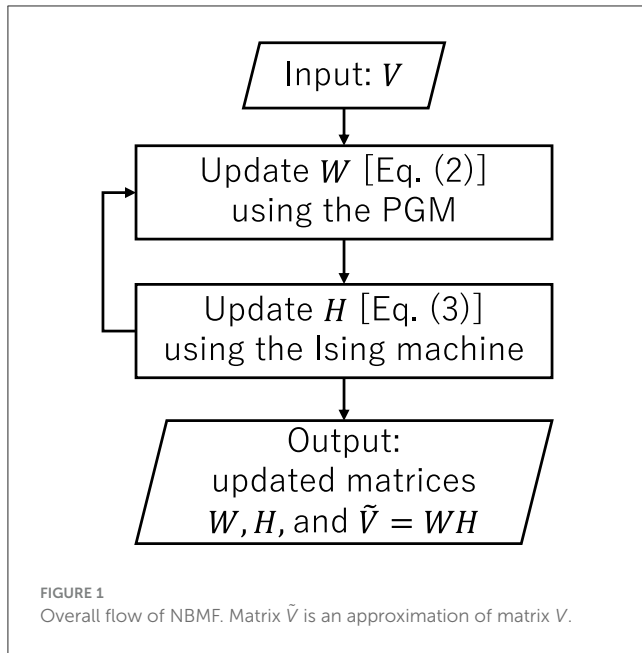 Input: V
Update W [Eq. (2)]
using the PGM
Update H [Eq. (3)]
using the Ising machine
Output:
updated matrices
W, H, and Ṽ = WH
FIGURE 1
Overall flow of NBMF. Matrix Ṽ is an approximation of matrix V.